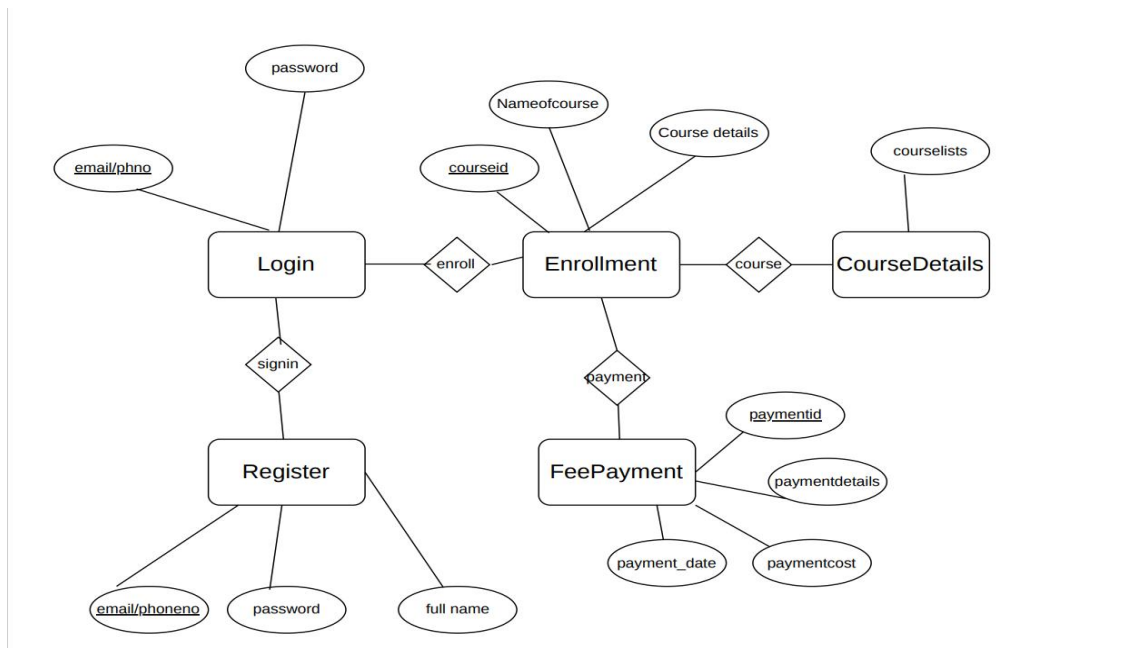 password
Nameofcourse
Course details
courselists
email/phno
courseid
Login
enroll
Enrollment
course
CourseDetails
signin
payment
paymentid
Register
FeePayment
paymentdetails
payment_date
paymentcost
email/phoneno
password
full name